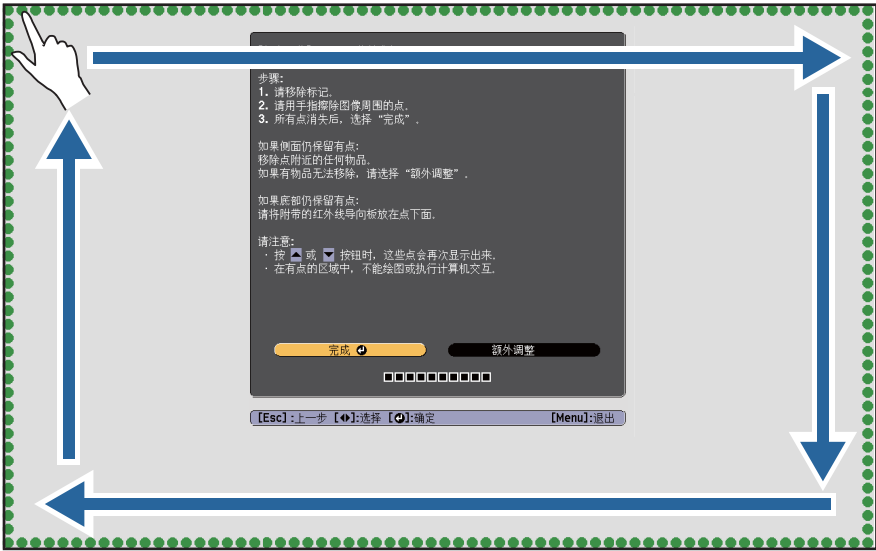 步骤:
1. 请移除标记.
2. 请用手指擦除图像周围的点.
3. 所有点消失后, 选择 “完成” .
如果侧面仍保留有点:
移除点附近的任何物品.
如果有物品无法移除, 请选择 “额外调整” .
如果底部仍保留有点:
请将附带的红外线导向板放在点下面.
请注意:
· 按 ▲ 或 ▼ 按钮时, 这些点会再次显示出来.
· 在有点的区域中, 不能绘图或执行计算机交互.
完成 额外调整
[Esc] :上一步 [◆]:选择 [↵]:确定 [Menu]:退出